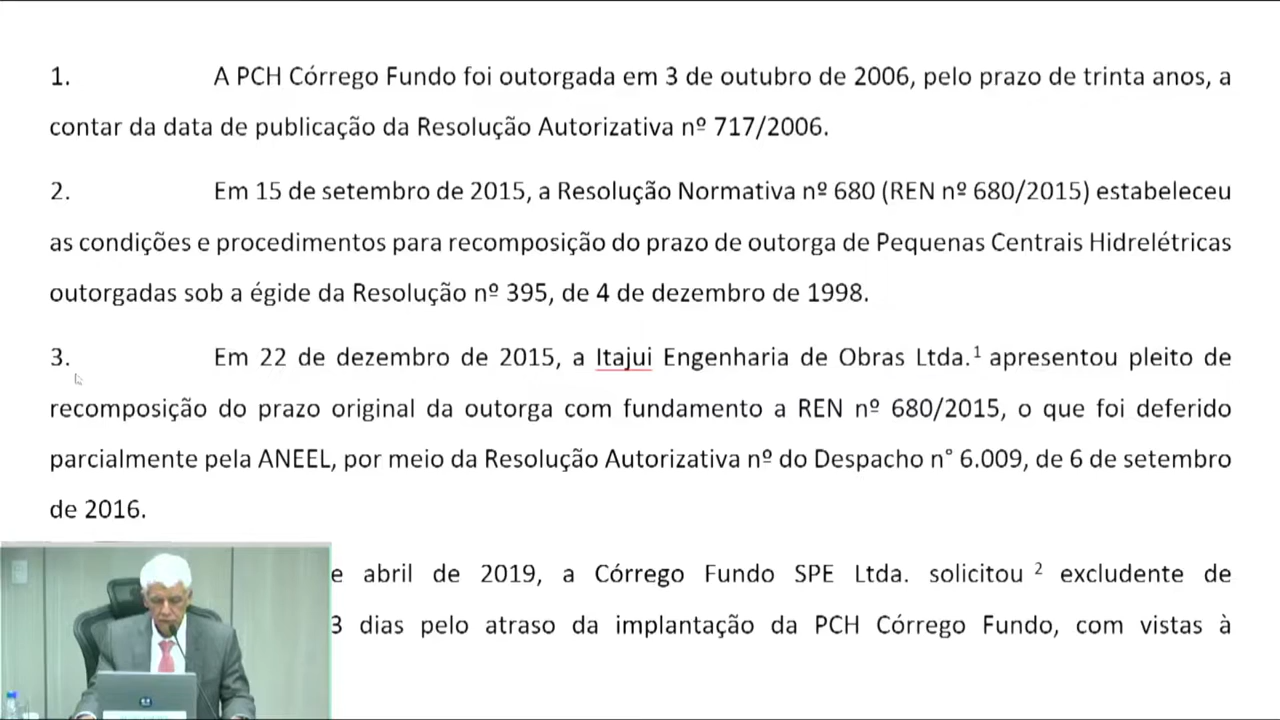 1. A PCH Córrego Fundo foi outorgada em 3 de outubro de 2006, pelo prazo de trinta anos, a
contar da data de publicação da Resolução Autorizativa nº 717/2006.
2. Em 15 de setembro de 2015, a Resolução Normativa nº 680 (REN nº 680/2015) estabeleceu
as condições e procedimentos para recomposição do prazo de outorga de Pequenas Centrais Hidrelétricas
outorgadas sob a égide da Resolução nº 395, de 4 de dezembro de 1998.
3. Em 22 de dezembro de 2015, a Itajui Engenharia de Obras Ltda.¹ apresentou pleito de
recomposição do prazo original da outorga com fundamento a REN nº 680/2015, o que foi deferido
parcialmente pela ANEEL, por meio da Resolução Autorizativa nº do Despacho n° 6.009, de 6 de setembro
de 2016.
e abril de 2019, a Córrego Fundo SPE Ltda. solicitou ² excludente de
3 dias pelo atraso da implantação da PCH Córrego Fundo, com vistas à